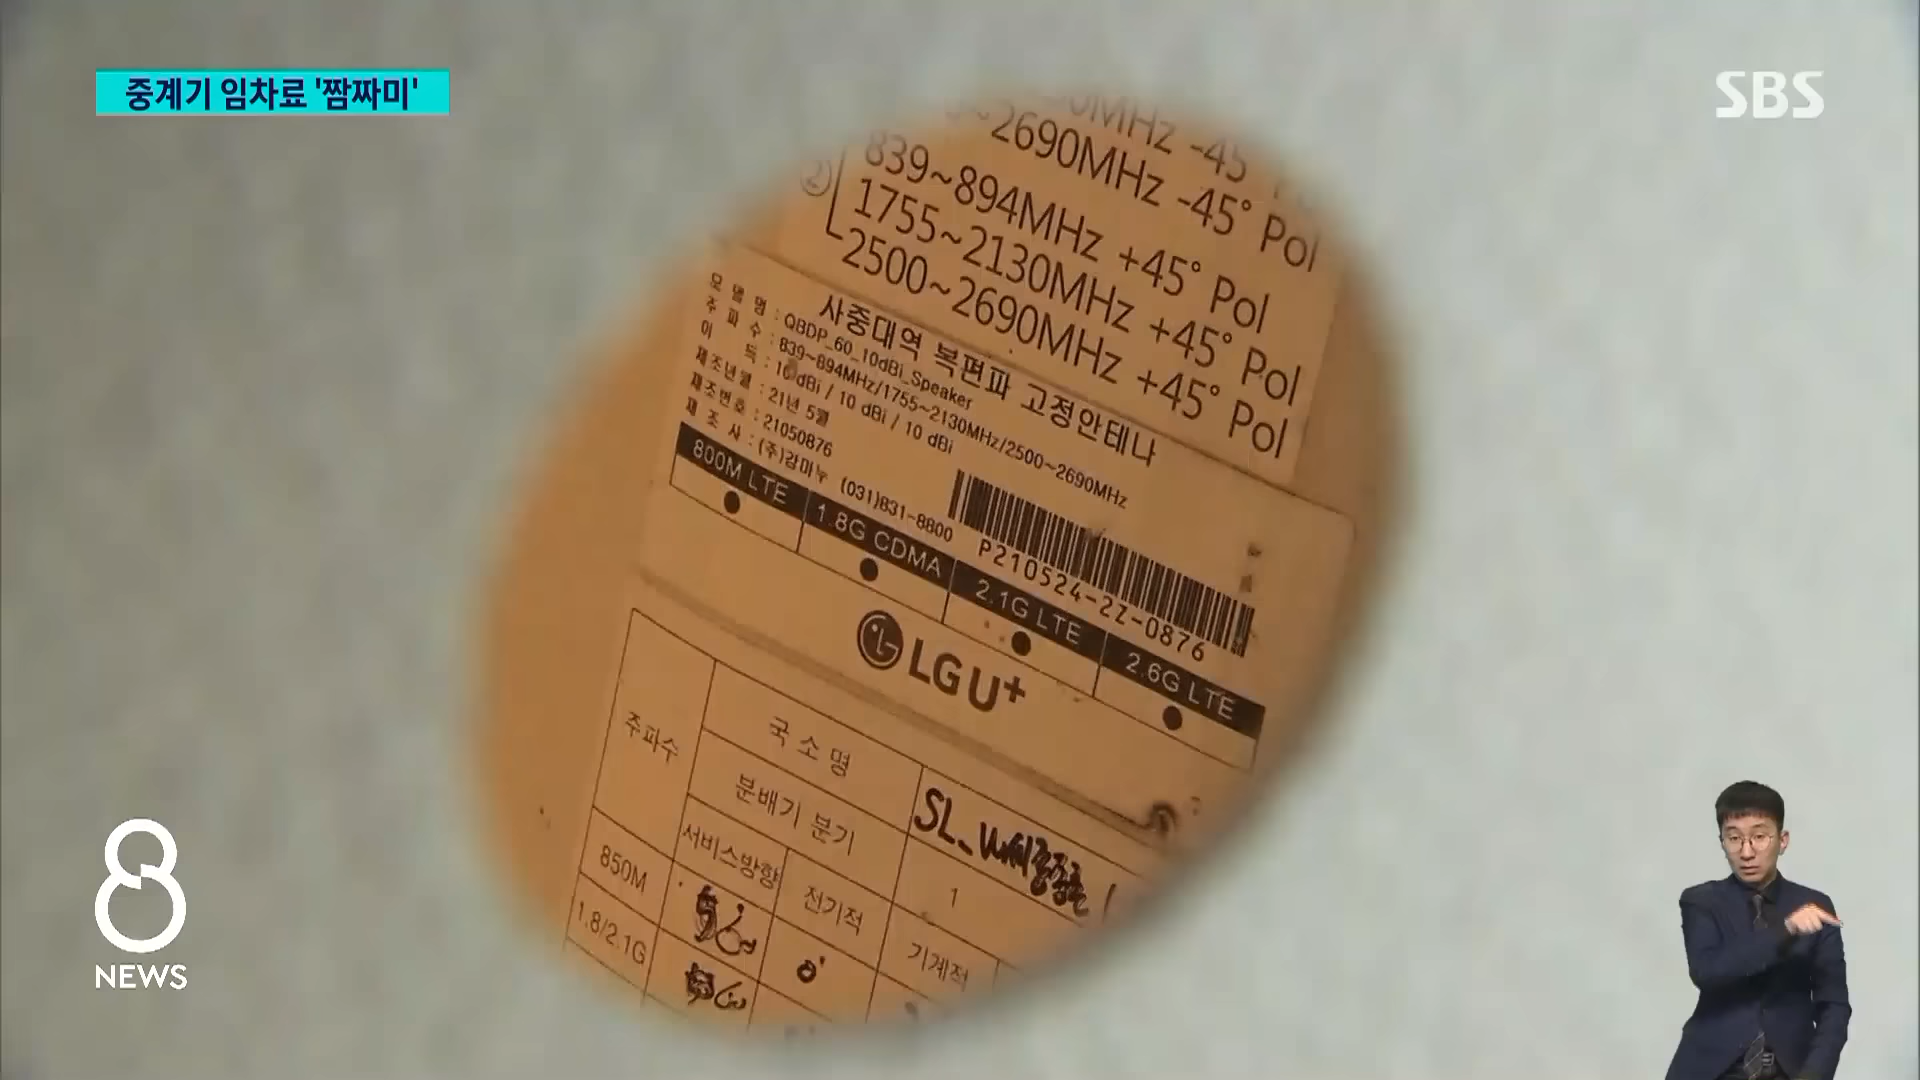 중계기 임차료 '짬짜미'
SBS
MHz -45°
2690MHz -45° Pol
② 839~894MHz +45° Pol
1755~2130MHz +45° Pol
2500~2690MHz +45° Pol
사중대역 복편파 고정안테나
모 델 명 : QBDP_60_10dBi_Speaker
주 파 수 : 839~894MHz/1755~2130MHz/2500~2690MHz
이 득 : 10 dBi / 10 dBi / 10 dBi
제조년월 : 21년 5월
제조번호 : 21050876
제 조 사 : (주)감마누 (031)831-8800
P210524-2Z-0876
800M LTE 1.8G CDMA 2.1G LTE 2.6G LTE
LG U+
주파수 국 소 명 SL_
분배기 분기 1
서비스방향 전기적 기계적
850M
1.8/2.1G
8
NEWS